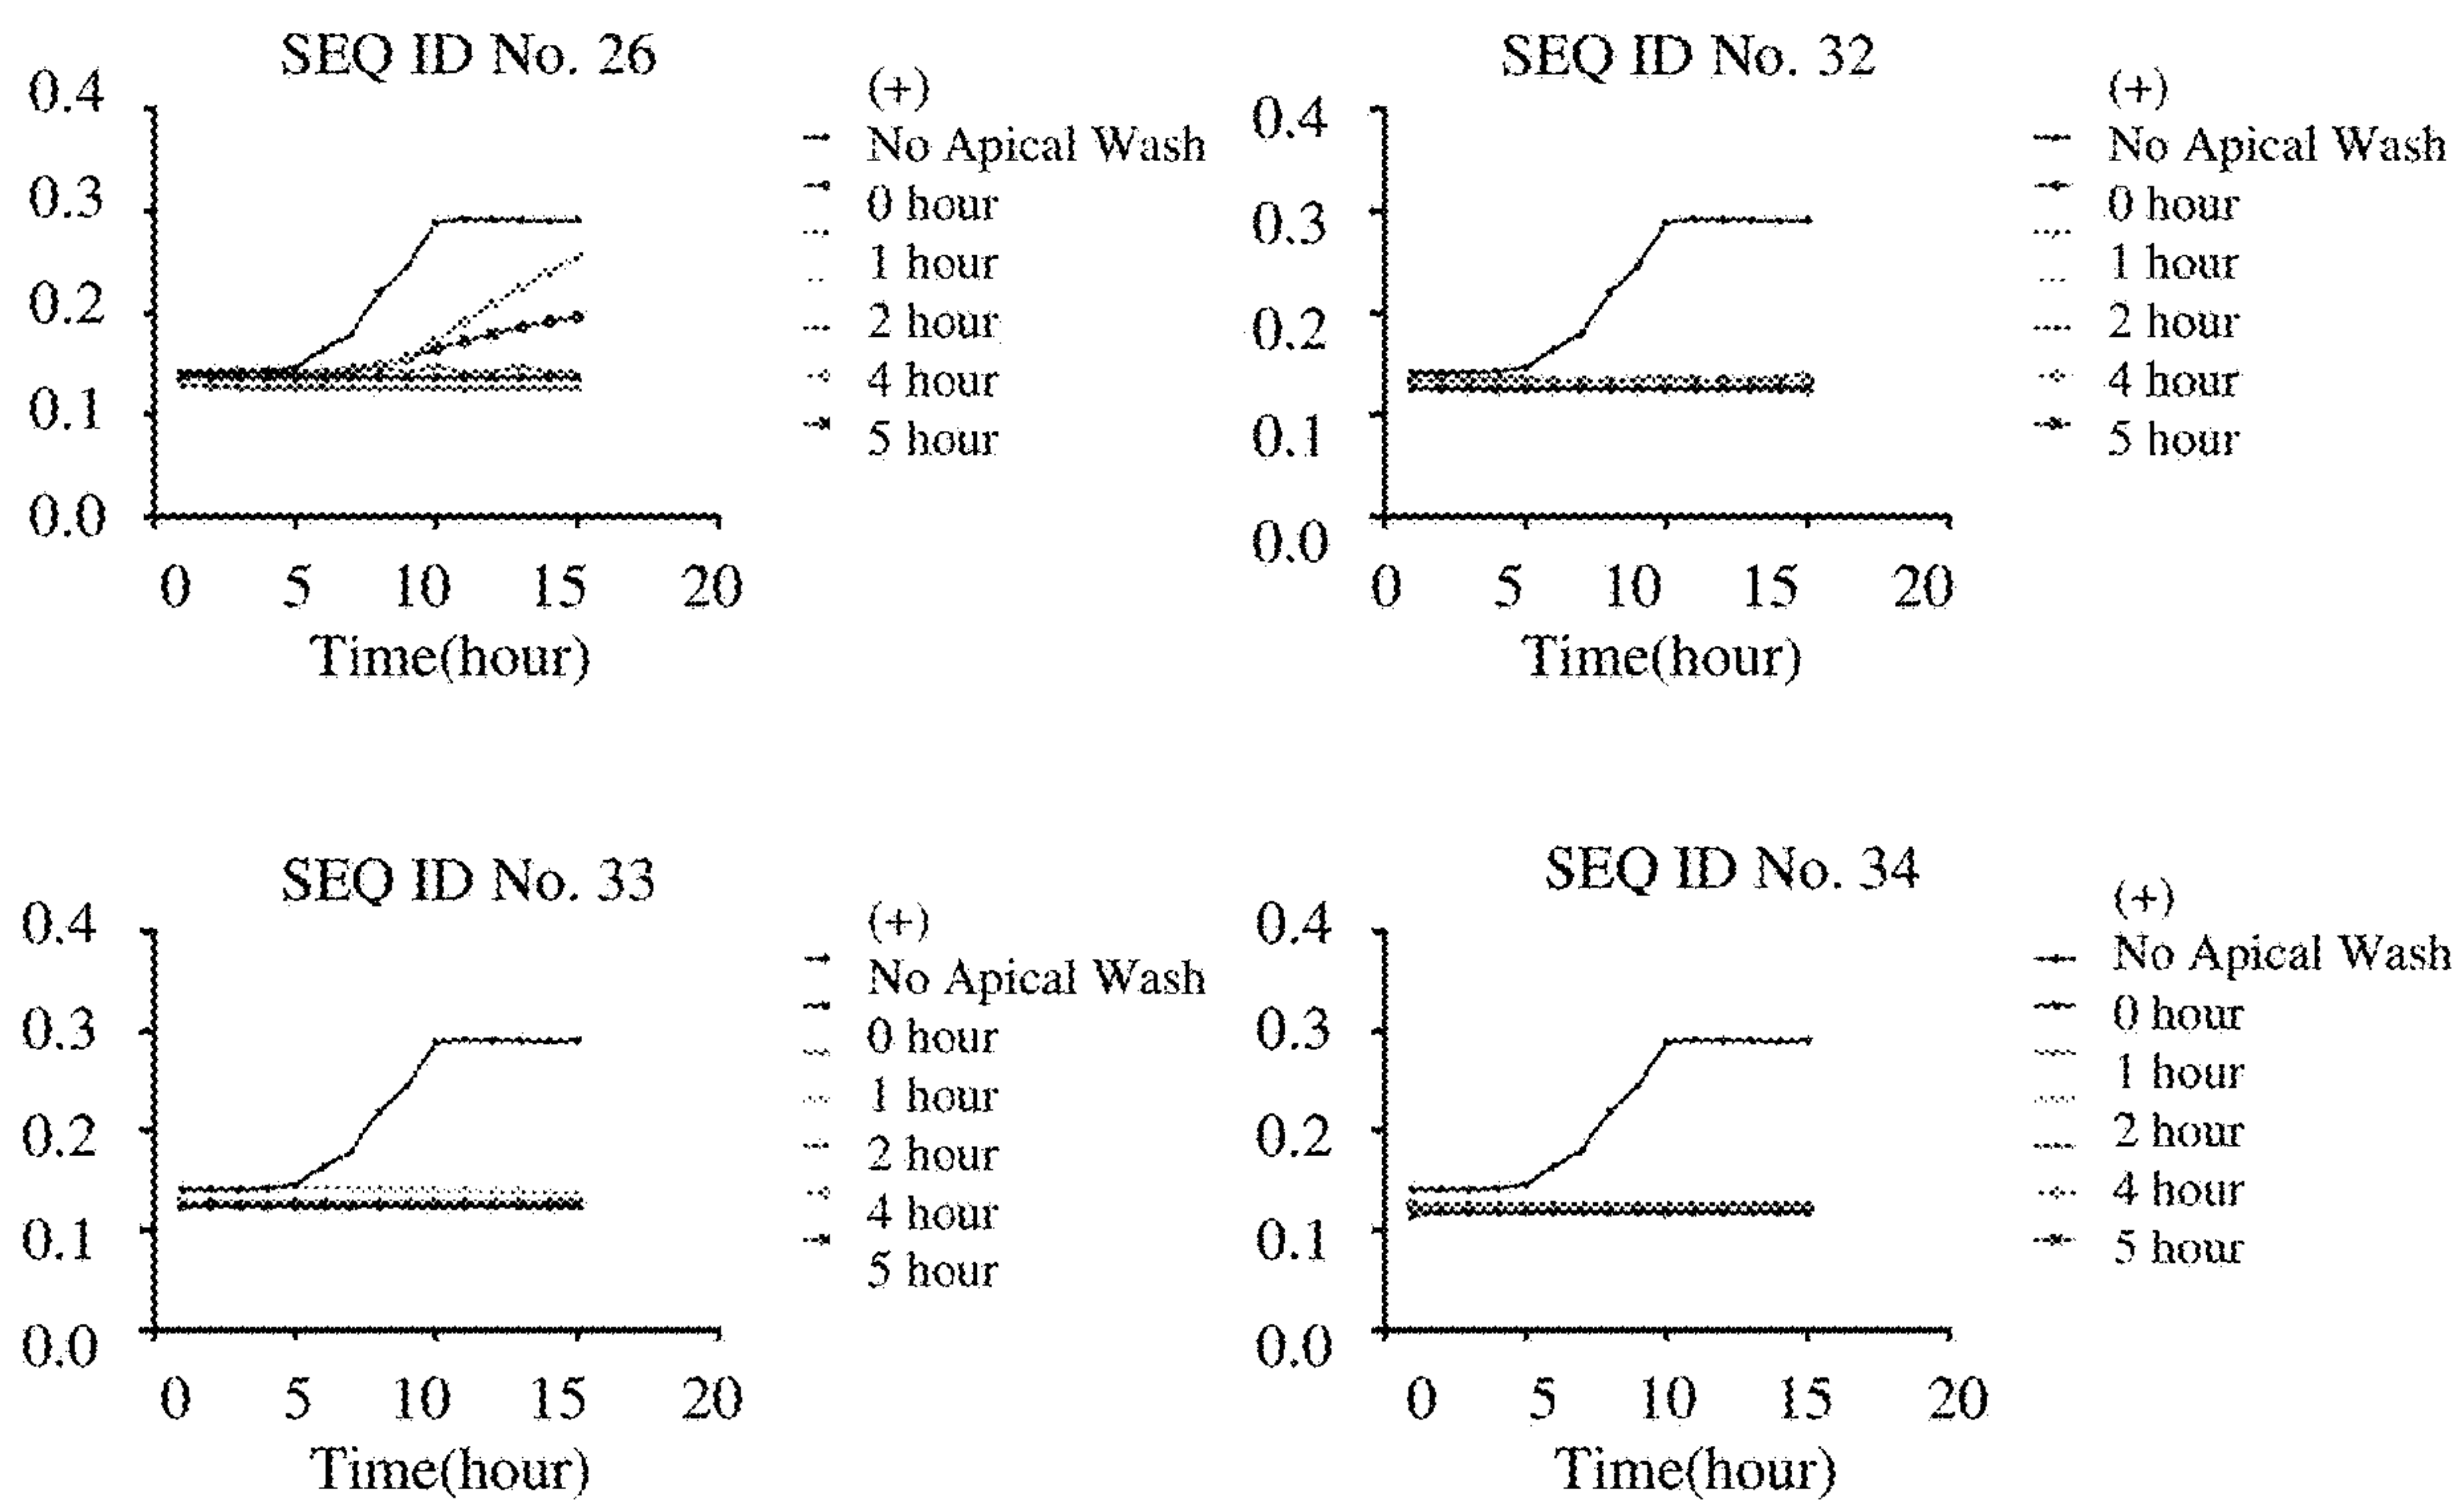 SEQ ID No. 26
0.4
0.3
0.2
0.1
0.0
0 5 10 15 20
Time(hour)
(+)
No Apical Wash
0 hour
1 hour
2 hour
4 hour
5 hour
SEQ ID No. 32
0.4
0.3
0.2
0.1
0.0
0 5 10 15 20
Time(hour)
(+)
No Apical Wash
0 hour
1 hour
2 hour
4 hour
5 hour
SEQ ID No. 33
0.4
0.3
0.2
0.1
0.0
0 5 10 15 20
Time(hour)
(+)
No Apical Wash
0 hour
1 hour
2 hour
4 hour
5 hour
SEQ ID No. 34
0.4
0.3
0.2
0.1
0.0
0 5 10 15 20
Time(hour)
(+)
No Apical Wash
0 hour
1 hour
2 hour
4 hour
5 hour